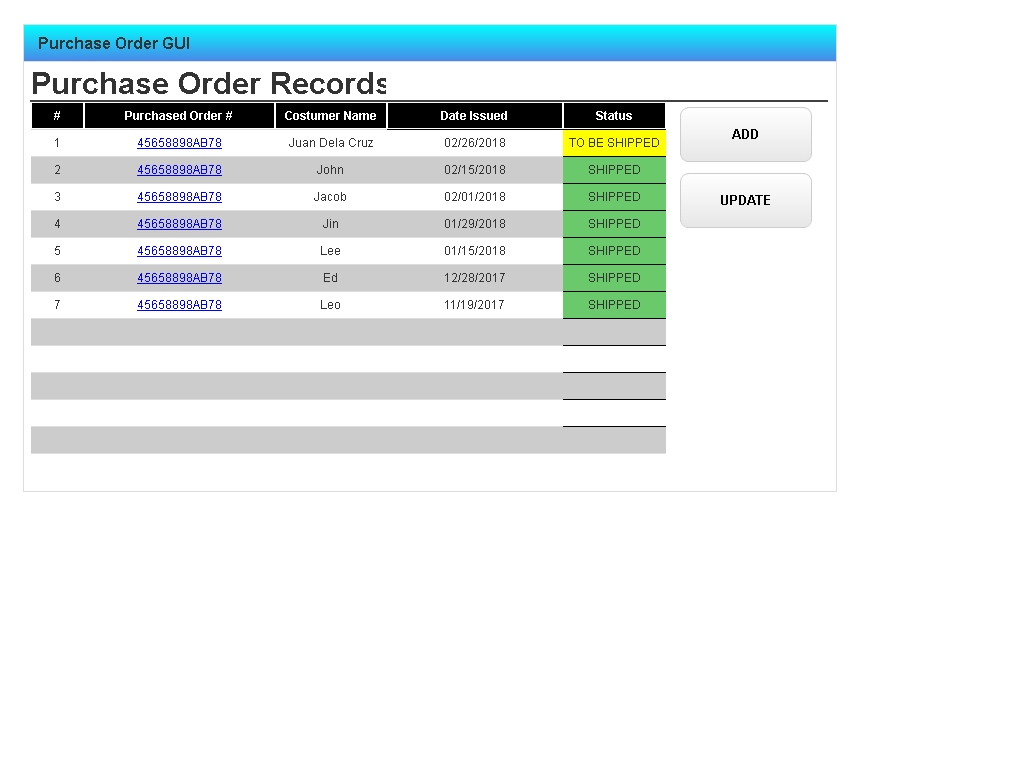 Purchase Order GUI
Purchase Order Records
# Purchased Order # Costumer Name Date Issued Status
1 45658898AB78 Juan Dela Cruz 02/26/2018 TO BE SHIPPED
2 45658898AB78 John 02/15/2018 SHIPPED
3 45658898AB78 Jacob 02/01/2018 SHIPPED
4 45658898AB78 Jin 01/29/2018 SHIPPED
5 45658898AB78 Lee 01/15/2018 SHIPPED
6 45658898AB78 Ed 12/28/2017 SHIPPED
7 45658898AB78 Leo 11/19/2017 SHIPPED
ADD
UPDATE